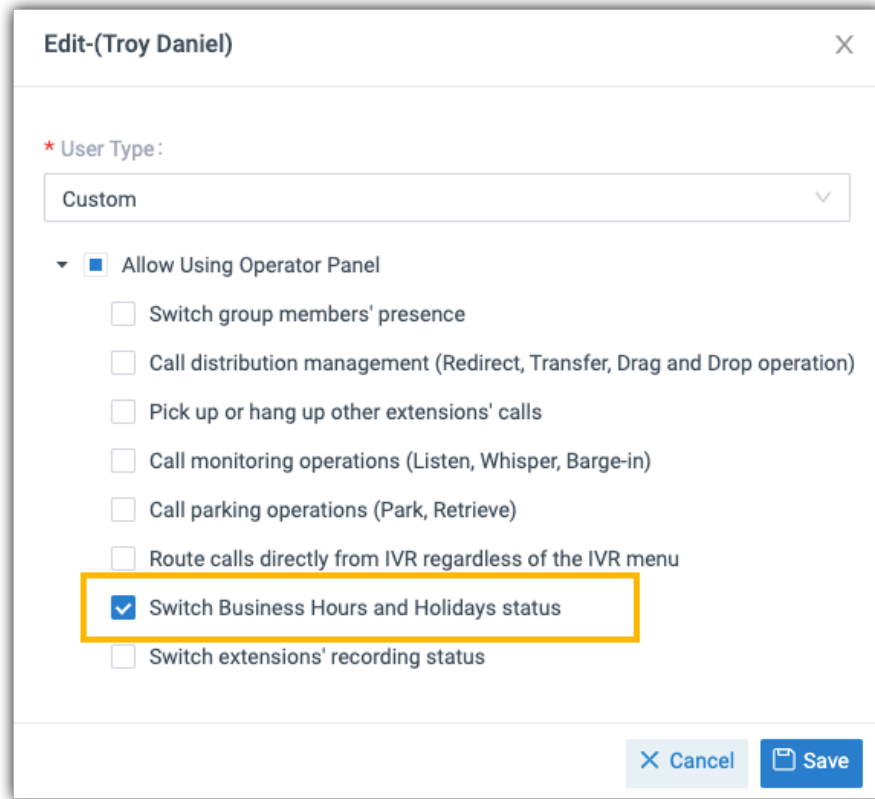 Edit-(Troy Daniel)
* User Type:
Custom
Allow Using Operator Panel
Switch group members' presence
Call distribution management (Redirect, Transfer, Drag and Drop operation)
Pick up or hang up other extensions' calls
Call monitoring operations (Listen, Whisper, Barge-in)
Call parking operations (Park, Retrieve)
Route calls directly from IVR regardless of the IVR menu
Switch Business Hours and Holidays status
Switch extensions' recording status
Cancel Save